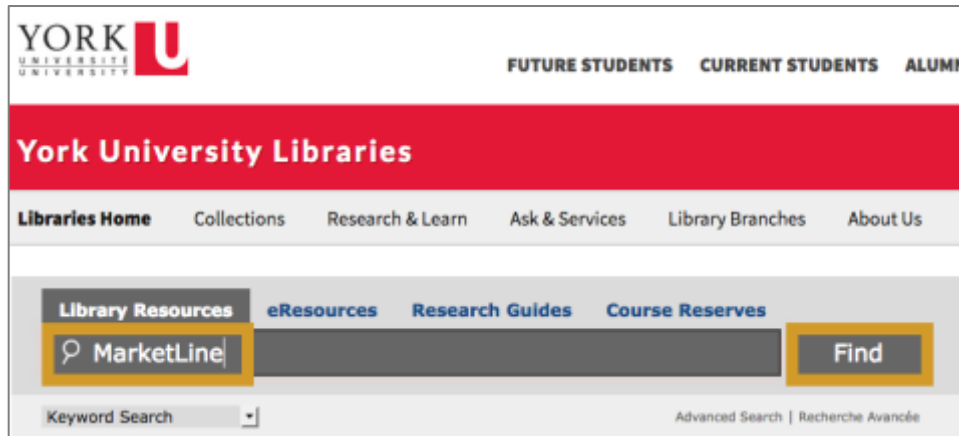 YORK U
UNIVERSITÉ
UNIVERSITY
FUTURE STUDENTS CURRENT STUDENTS ALUMN
York University Libraries
Libraries Home Collections Research & Learn Ask & Services Library Branches About Us
Library Resources eResources Research Guides Course Reserves
MarketLine Find
Keyword Search Advanced Search | Recherche Avancée